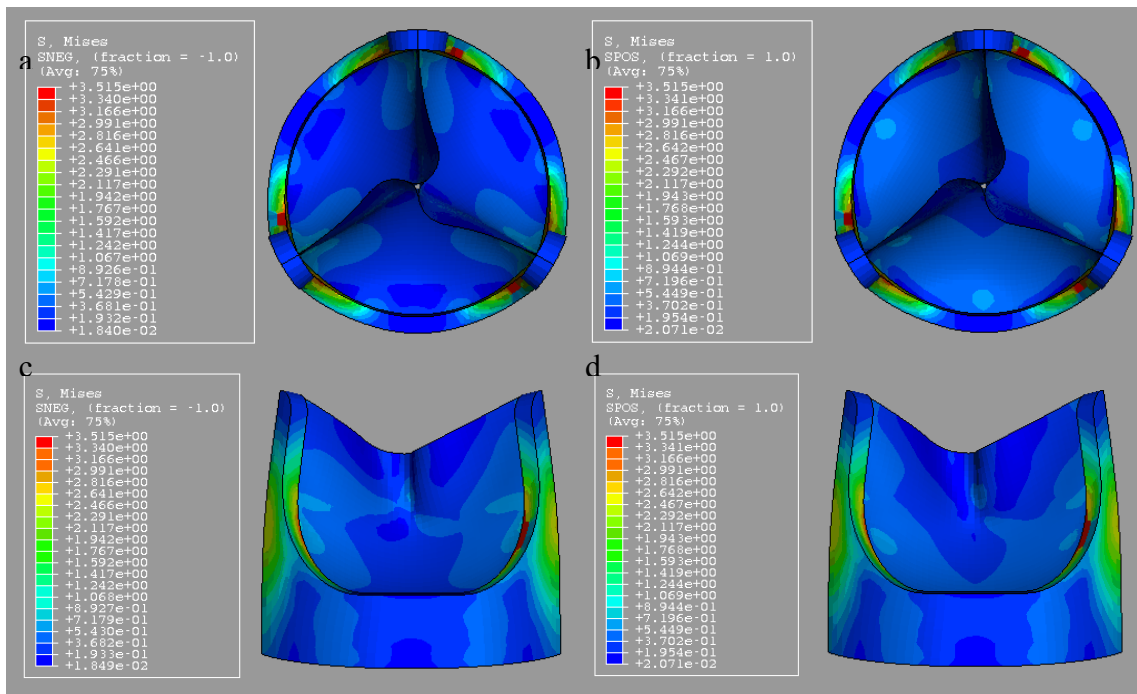 a
S, Mises
SNEG, (fraction = -1.0)
(Avg: 75%)
+3.515e+00
+3.340e+00
+3.166e+00
+2.991e+00
+2.816e+00
+2.641e+00
+2.466e+00
+2.291e+00
+2.117e+00
+1.942e+00
+1.767e+00
+1.592e+00
+1.417e+00
+1.242e+00
+1.067e+00
+8.926e-01
+7.178e-01
+5.429e-01
+3.681e-01
+1.932e-01
+1.840e-02
b
S, Mises
SPOS, (fraction = 1.0)
(Avg: 75%)
+3.515e+00
+3.341e+00
+3.166e+00
+2.991e+00
+2.816e+00
+2.642e+00
+2.467e+00
+2.292e+00
+2.117e+00
+1.942e+00
+1.768e+00
+1.593e+00
+1.419e+00
+1.244e+00
+1.069e+00
+8.944e-01
+7.196e-01
+5.449e-01
+3.702e-01
+1.954e-01
+2.071e-02
c
S, Mises
SNEG, (fraction = -1.0)
(Avg: 75%)
+3.515e+00
+3.340e+00
+3.166e+00
+2.991e+00
+2.816e+00
+2.641e+00
+2.466e+00
+2.291e+00
+2.117e+00
+1.942e+00
+1.767e+00
+1.592e+00
+1.417e+00
+1.242e+00
+1.068e+00
+8.927e-01
+7.179e-01
+5.430e-01
+3.682e-01
+1.933e-01
+1.849e-02
d
S, Mises
SPOS, (fraction = 1.0)
(Avg: 75%)
+3.515e+00
+3.341e+00
+3.166e+00
+2.991e+00
+2.816e+00
+2.642e+00
+2.467e+00
+2.292e+00
+2.117e+00
+1.943e+00
+1.768e+00
+1.593e+00
+1.419e+00
+1.244e+00
+1.069e+00
+8.944e-01
+7.196e-01
+5.449e-01
+3.702e-01
+1.954e-01
+2.071e-02